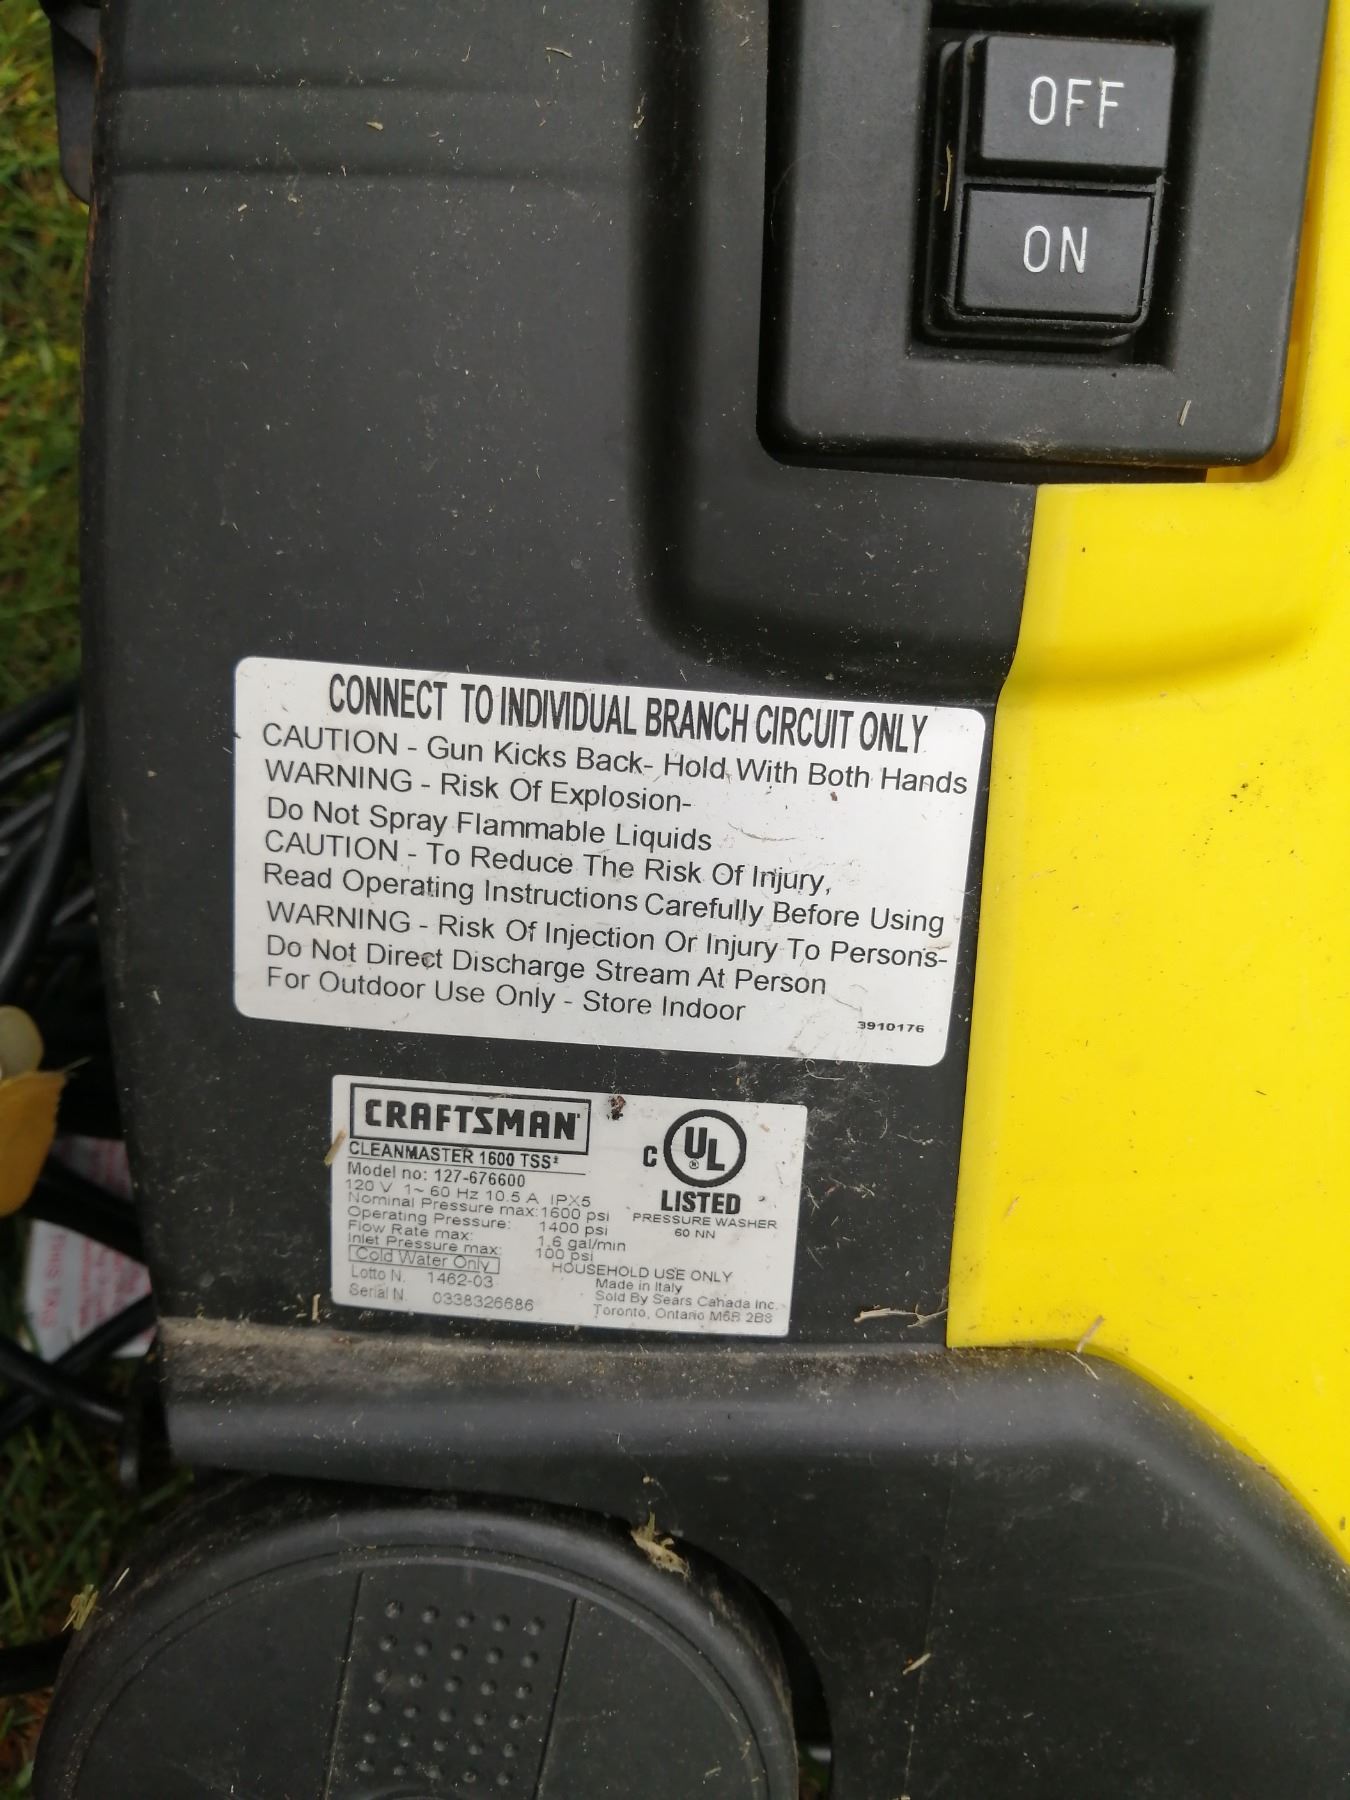 OFF
ON
CONNECT TO INDIVIDUAL BRANCH CIRCUIT ONLY
CAUTION - Gun Kicks Back- Hold With Both Hands
WARNING - Risk Of Explosion-
Do Not Spray Flammable Liquids
CAUTION - To Reduce The Risk Of Injury,
Read Operating Instructions Carefully Before Using
WARNING - Risk Of Injection Or Injury To Persons-
Do Not Direct Discharge Stream At Person
For Outdoor Use Only - Store Indoor
3910176
CRAFTSMAN
CLEANMASTER 1600 TSS
Model no: 127-676600
120 V 1~ 60 Hz 10.5 A IPX5
Nominal Pressure max: 1600 psi
Operating Pressure: 1400 psi
Flow Rate max: 1.6 gal/min
Inlet Pressure max: 100 psi
Cold Water Only
Lotto N. 1462-03
Serial N. 0338326686
C UL ®
LISTED
PRESSURE WASHER
60 NN
HOUSEHOLD USE ONLY
Made in Italy
Sold By Sears Canada Inc.
Toronto, Ontario M5B 2B8
THIS TAG